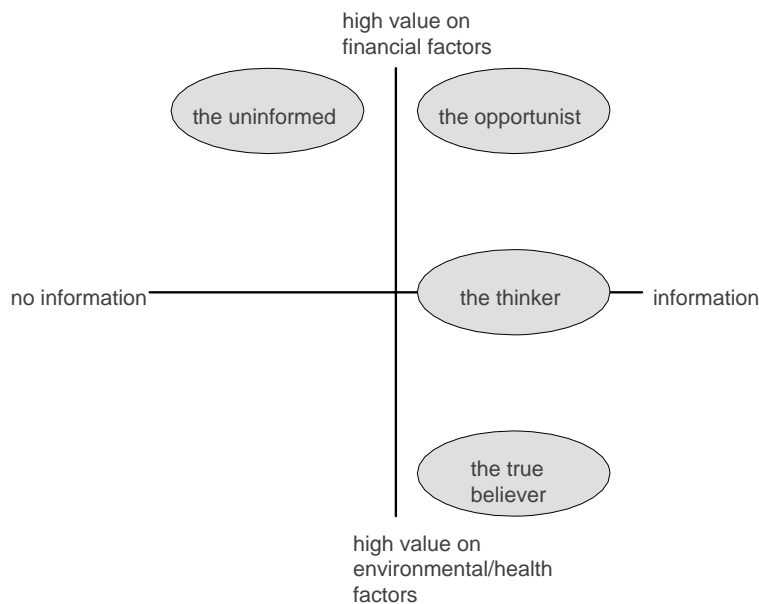 high value on
financial factors
the uninformed
the opportunist
no information
the thinker
information
the true
believer
high value on
environmental/health
factors